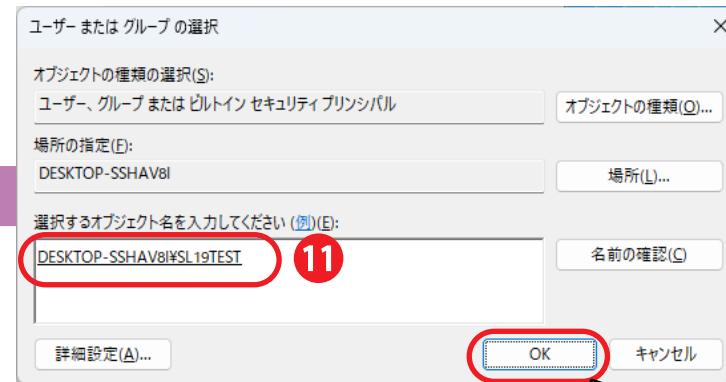 ユーザー または グループ の選択
オブジェクトの種類の選択(S):
ユーザー、グループ または ビルトイン セキュリティ プリンシパル
オブジェクトの種類(O)...
場所の指定(F):
DESKTOP-SSHAV8I
場所(L)...
選択するオブジェクト名を入力してください (例)(E):
DESKTOP-SSHAV8I¥SL19TEST
11
名前の確認(C)
詳細設定(A)...
OK
キャンセル